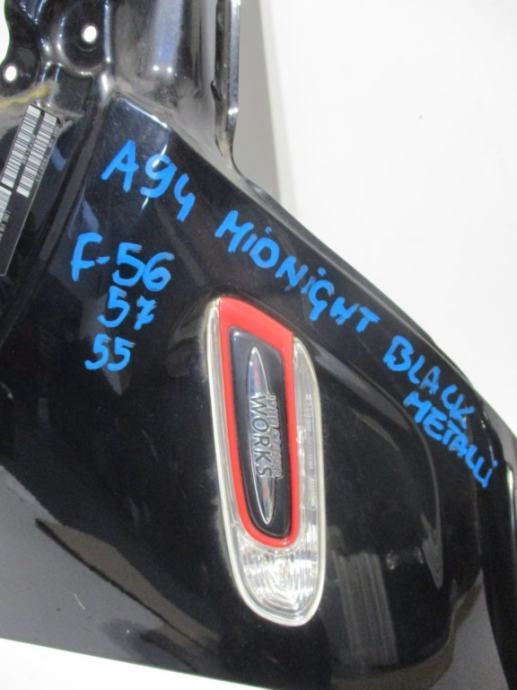 A94 MIDNIGHT BLACK
METALLI
F-56
57
55
WORKS